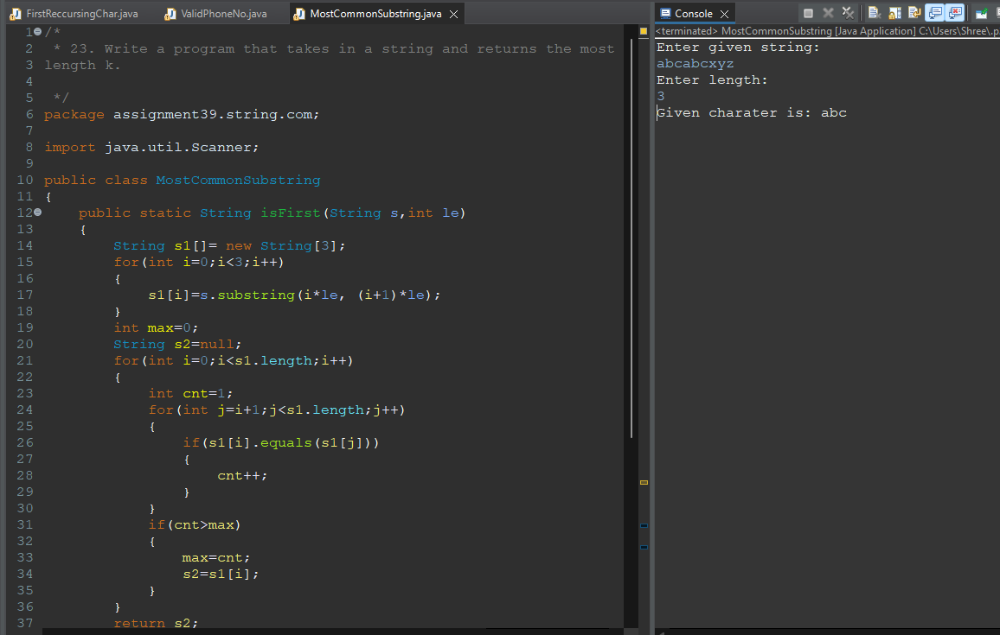 FirstReccursingChar.java ValidPhoneNo.java MostCommonSubstring.java
1 /*
2 * 23. Write a program that takes in a string and returns the most
3 length k.
4
5 */
6 package assignment39.string.com;
7
8 import java.util.Scanner;
9
10 public class MostCommonSubstring
11 {
12 public static String isFirst(String s,int le)
13 {
14 String s1[]= new String[3];
15 for(int i=0;i<3;i++)
16 {
17 s1[i]=s.substring(i*le, (i+1)*le);
18 }
19 int max=0;
20 String s2=null;
21 for(int i=0;i<s1.length;i++)
22 {
23 int cnt=1;
24 for(int j=i+1;j<s1.length;j++)
25 {
26 if(s1[i].equals(s1[j]))
27 {
28 cnt++;
29 }
30 }
31 if(cnt>max)
32 {
33 max=cnt;
34 s2=s1[i];
35 }
36 }
37 return s2;
Console
<terminated> MostCommonSubstring [Java Application] C:\Users\Shree\.p
Enter given string:
abcabcxyz
Enter length:
3
Given charater is: abc